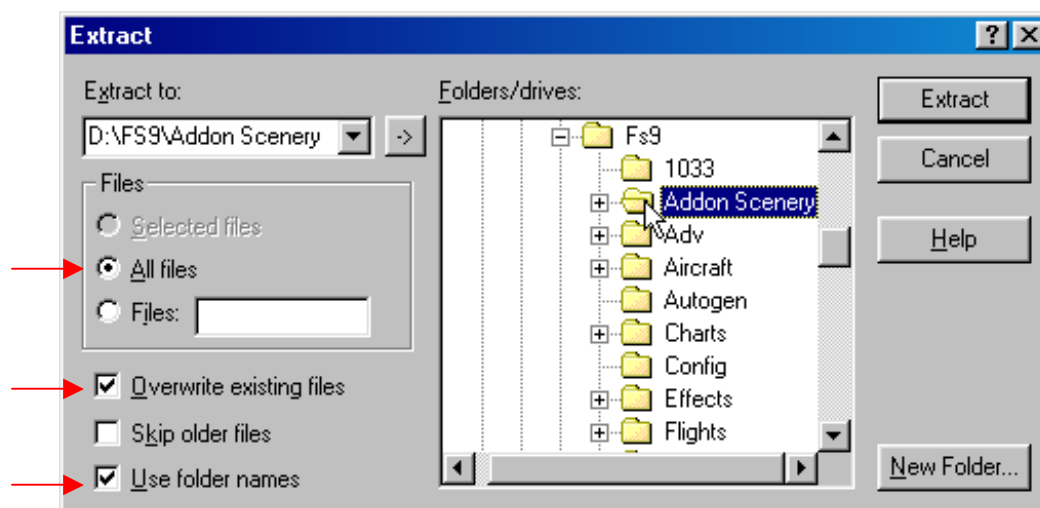 Extract
Extract to:
D:\FS9\Addon Scenery
->
Files
Selected files
All files
Files:
Overwrite existing files
Skip older files
Use folder names
Folders/drives:
Fs9
1033
Addon Scenery
Adv
Aircraft
Autogen
Charts
Config
Effects
Flights
Extract
Cancel
Help
New Folder...